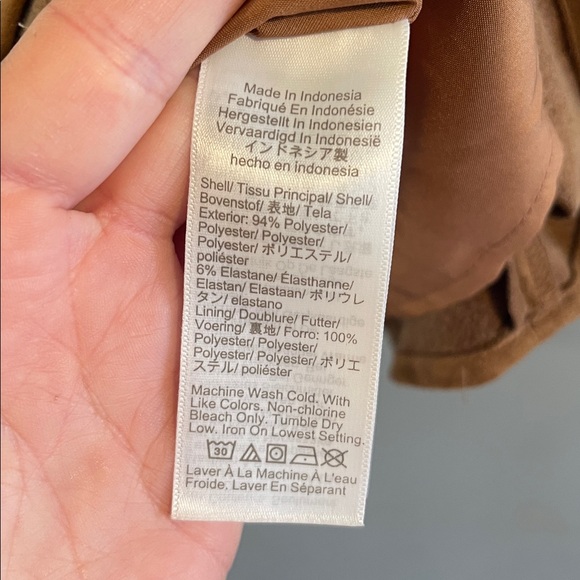 Made In Indonesia
Fabriqué En Indonésie
Hergestellt In Indonesien
Vervaardigd In Indonesië
インドネシア製
hecho en indonesia
Shell/ Tissu Principal/ Shell/
Bovenstof/ 表地/ Tela
Exterior: 94% Polyester/
Polyester/ Polyester/
Polyester/ ポリエステル/
poliéster
6% Elastane/ Élasthanne/
Elastan/ Elastaan/ ポリウレ
タン/ elastano
Lining/ Doublure/ Futter/
Voering/ 裏地/ Forro: 100%
Polyester/ Polyester/
Polyester/ Polyester/ ポリエ
ステル/ poliéster
Machine Wash Cold. With
Like Colors. Non-chlorine
Bleach Only. Tumble Dry
Low. Iron On Lowest Setting.
30
Laver À La Machine À L'eau
Froide. Laver En Séparant